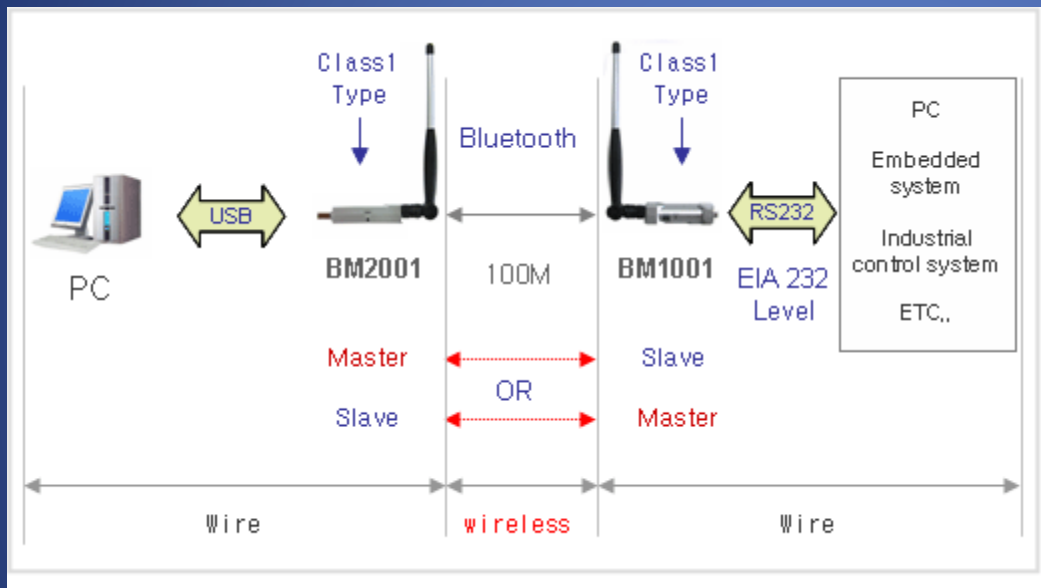 Class1
Type
Class1
Type
Bluetooth
PC
Embedded
system
Industrial
control system
ETC,,
USB
RS232
PC
BM2001
100M
BM1001
EIA 232
Level
Master
Slave
OR
Slave
Master
Wire
wireless
Wire